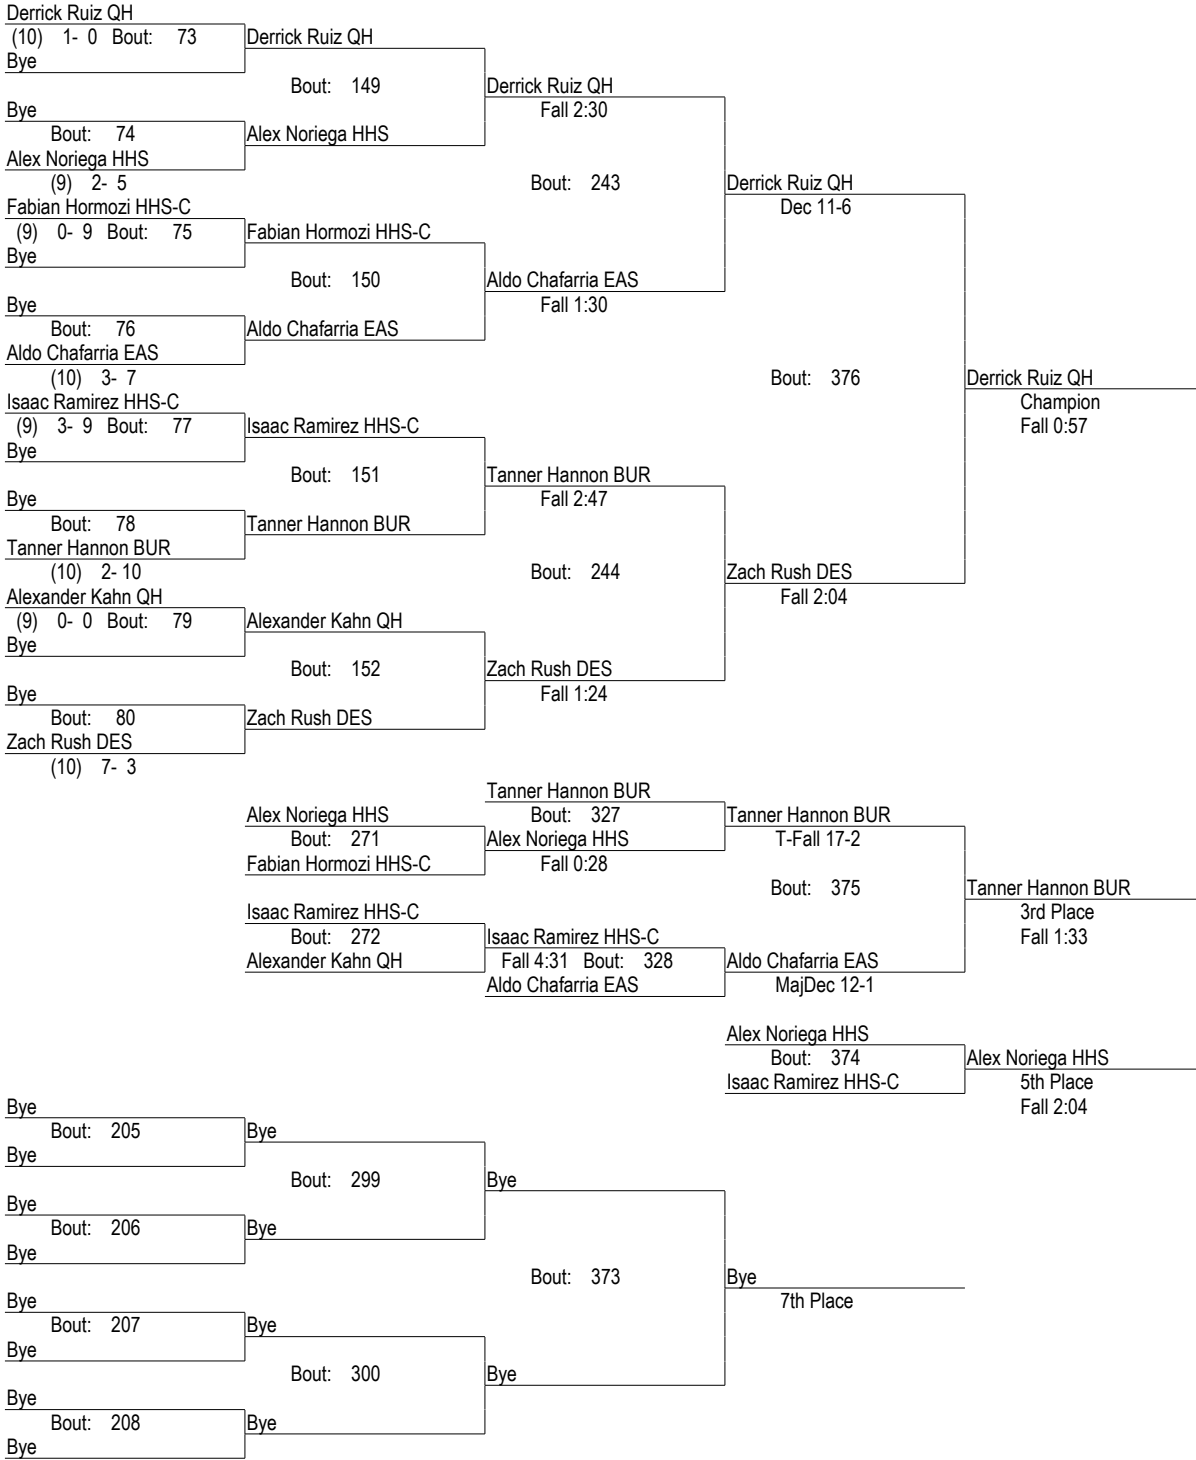 Derrick Ruiz QH
(10) 1- 0 Bout: 73 Derrick Ruiz QH
Bye
Bout: 149 Derrick Ruiz QH
Bye Fall 2:30
Bout: 74 Alex Noriega HHS
Alex Noriega HHS
(9) 2- 5 Bout: 243 Derrick Ruiz QH
Fabian Hormozi HHS-C Dec 11-6
(9) 0- 9 Bout: 75 Fabian Hormozi HHS-C
Bye
Bout: 150 Aldo Chafarria EAS
Bye Fall 1:30
Bout: 76 Aldo Chafarria EAS
Aldo Chafarria EAS
(10) 3- 7 Bout: 376 Derrick Ruiz QH
Isaac Ramirez HHS-C Champion
(9) 3- 9 Bout: 77 Isaac Ramirez HHS-C Fall 0:57
Bye
Bout: 151 Tanner Hannon BUR
Bye Fall 2:47
Bout: 78 Tanner Hannon BUR
Tanner Hannon BUR
(10) 2- 10 Bout: 244 Zach Rush DES
Alexander Kahn QH Fall 2:04
(9) 0- 0 Bout: 79 Alexander Kahn QH
Bye
Bout: 152 Zach Rush DES
Bye Fall 1:24
Bout: 80 Zach Rush DES
Zach Rush DES
(10) 7- 3
Tanner Hannon BUR
Alex Noriega HHS Bout: 327 Tanner Hannon BUR
Bout: 271 Alex Noriega HHS T-Fall 17-2
Fabian Hormozi HHS-C Fall 0:28
Bout: 375 Tanner Hannon BUR
Isaac Ramirez HHS-C 3rd Place
Bout: 272 Isaac Ramirez HHS-C Fall 1:33
Alexander Kahn QH Fall 4:31 Bout: 328 Aldo Chafarria EAS
Aldo Chafarria EAS MajDec 12-1
Alex Noriega HHS
Bout: 374 Alex Noriega HHS
Isaac Ramirez HHS-C 5th Place
Bye Fall 2:04
Bout: 205 Bye
Bye
Bout: 299 Bye
Bye
Bout: 206 Bye
Bye
Bout: 373 Bye
Bye 7th Place
Bout: 207 Bye
Bye
Bout: 300 Bye
Bye
Bout: 208 Bye
Bye